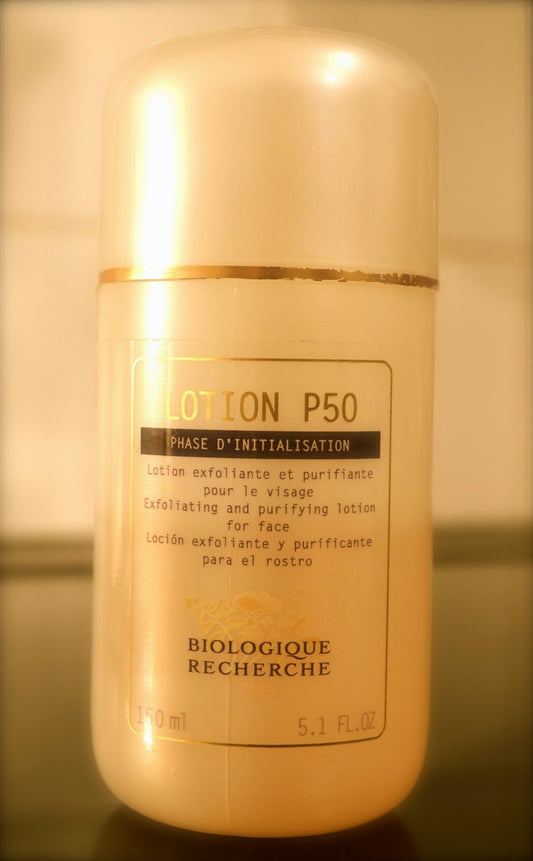 LOTION P50
PHASE D'INITIALISATION
Lotion exfoliante et purifiante
pour le visage
Exfoliating and purifying lotion
for face
Loción exfoliante y purificante
para el rostro
BIOLOGIQUE
RECHERCHE
PARIS
150 ml 5.1 FL.OZ